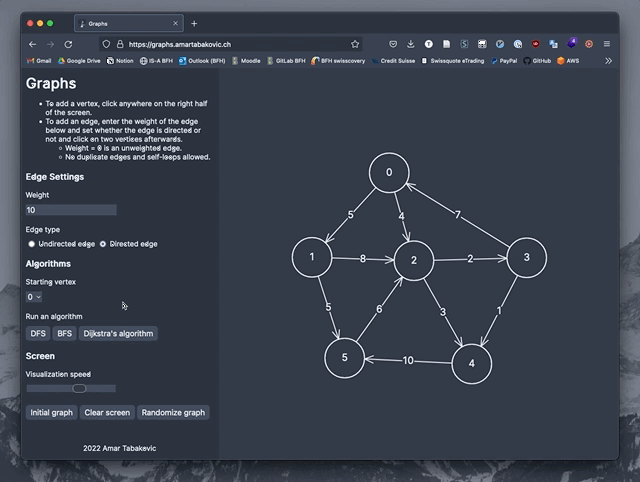 Graphs
https://graphs.amartabakovic.ch
Gmail Google Drive Notion IS-A BFH Outlook (BFH) Moodle GitLab BFH BFH swisscovery Credit Suisse Swissquote eTrading PayPal GitHub AWS
Graphs
To add a vertex, click anywhere on the right half
of the screen.
To add an edge, enter the weight of the edge
below and set whether the edge is directed or
not and click on two vertices afterwards.
Weight = 0 is an unweighted edge.
No duplicate edges and self-loops allowed.
Edge Settings
Weight
10
Edge type
Undirected edge Directed edge
Algorithms
Starting vertex
0
Run an algorithm
DFS BFS Dijkstra's algorithm
Screen
Visualization speed
Initial graph Clear screen Randomize graph
2022 Amar Tabakovic
0
5 4 7
1 8 2 2 3
5 6 3 1
5 10 4